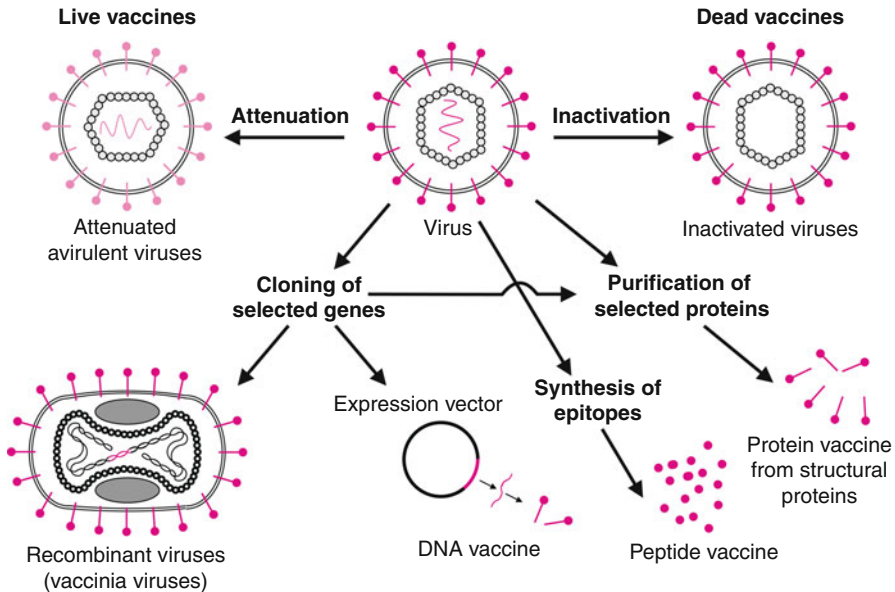 Live vaccines
Dead vaccines
Attenuation
Inactivation
Attenuated
avirulent viruses
Virus
Inactivated viruses
Cloning of
selected genes
Purification of
selected proteins
Expression vector
Synthesis of
epitopes
Protein vaccine
from structural
proteins
Recombinant viruses
(vaccinia viruses)
DNA vaccine
Peptide vaccine